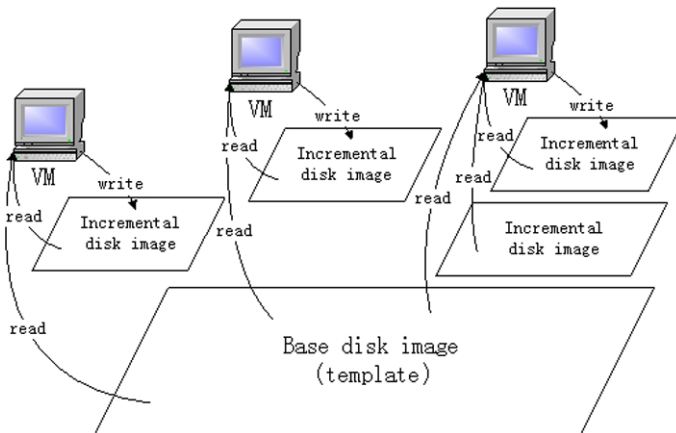 VM
write
read
Incremental
disk image
read
VM
write
read
Incremental
disk image
read
VM
write
read
Incremental
disk image
read
Incremental
disk image
read
Base disk image
(template)